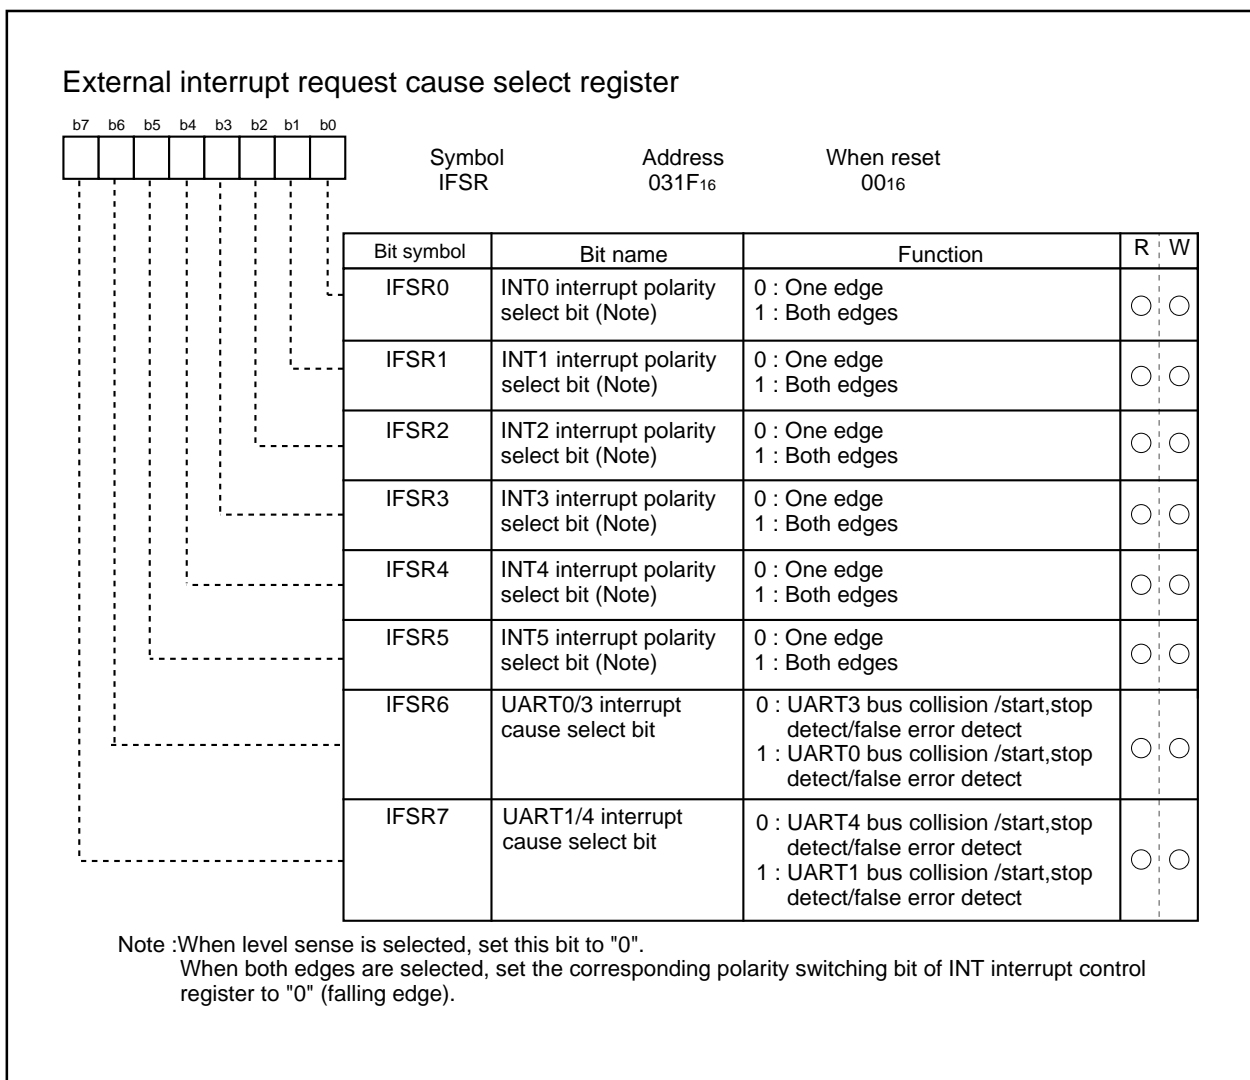 External interrupt request cause select register
b7 b6 b5 b4 b3 b2 b1 b0
Symbol Address When reset
IFSR 031F16 0016
Bit symbol Bit name Function R W
IFSR0 INT0 interrupt polarity 0 : One edge
select bit (Note) 1 : Both edges
IFSR1 INT1 interrupt polarity 0 : One edge
select bit (Note) 1 : Both edges
IFSR2 INT2 interrupt polarity 0 : One edge
select bit (Note) 1 : Both edges
IFSR3 INT3 interrupt polarity 0 : One edge
select bit (Note) 1 : Both edges
IFSR4 INT4 interrupt polarity 0 : One edge
select bit (Note) 1 : Both edges
IFSR5 INT5 interrupt polarity 0 : One edge
select bit (Note) 1 : Both edges
IFSR6 UART0/3 interrupt 0 : UART3 bus collision /start,stop
cause select bit detect/false error detect
1 : UART0 bus collision /start,stop
detect/false error detect
IFSR7 UART1/4 interrupt 0 : UART4 bus collision /start,stop
cause select bit detect/false error detect
1 : UART1 bus collision /start,stop
detect/false error detect
Note :When level sense is selected, set this bit to "0".
When both edges are selected, set the corresponding polarity switching bit of INT interrupt control
register to "0" (falling edge).